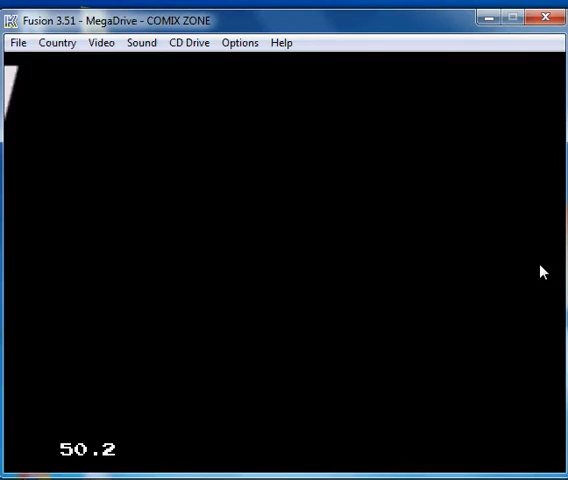 Fusion 3.51 - MegaDrive - COMIX ZONE
File Country Video Sound CD Drive Options Help
50.2